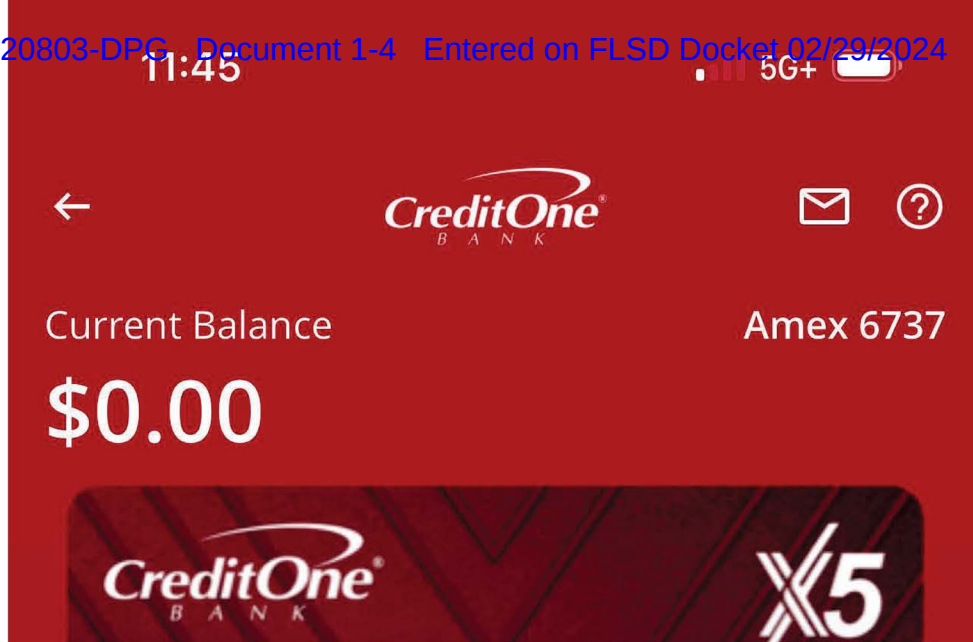 20803-DPG Document 1-4 Entered on FLSD Docket 02/29/2024
11:45 5G+
CreditOne®
BANK
Current Balance Amex 6737
$0.00
CreditOne® X5
BANK